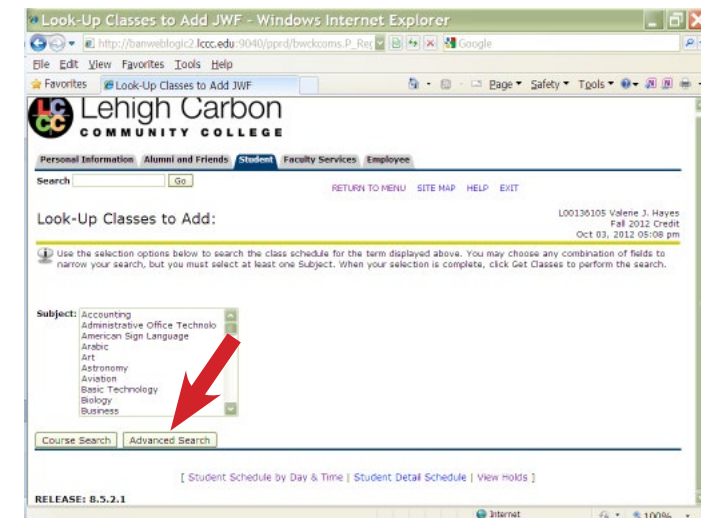 Look-Up Classes to Add JWF - Windows Internet Explorer
http://banweblogic2.lccc.edu:9040/pprd/bwckcoms.P_Reg
Google
File Edit View Favorites Tools Help
Favorites Look-Up Classes to Add JWF Page Safety Tools
LCCC
Lehigh Carbon
COMMUNITY COLLEGE
Personal Information Alumni and Friends Student Faculty Services Employee
Search Go
RETURN TO MENU SITE MAP HELP EXIT
Look-Up Classes to Add:
L00136105 Valerie J. Hayes
Fall 2012 Credit
Oct 03, 2012 05:08 pm
Use the selection options below to search the class schedule for the term displayed above. You may choose any combination of fields to
narrow your search, but you must select at least one Subject. When your selection is complete, click Get Classes to perform the search.
Subject: Accounting
Administrative Office Technolo
American Sign Language
Arabic
Art
Astronomy
Aviation
Basic Technology
Biology
Business
Course Search Advanced Search
[ Student Schedule by Day & Time | Student Detail Schedule | View Holds ]
RELEASE: 8.5.2.1
Internet 100%